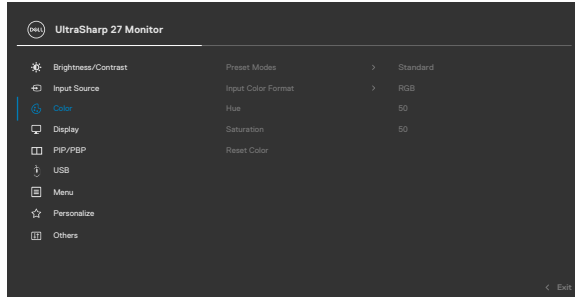 DELL UltraSharp 27 Monitor
Brightness/Contrast Preset Modes > Standard
Input Source Input Color Format > RGB
Color Hue 50
Display Saturation 50
PIP/PBP Reset Color
USB
Menu
Personalize
Others
< Exit